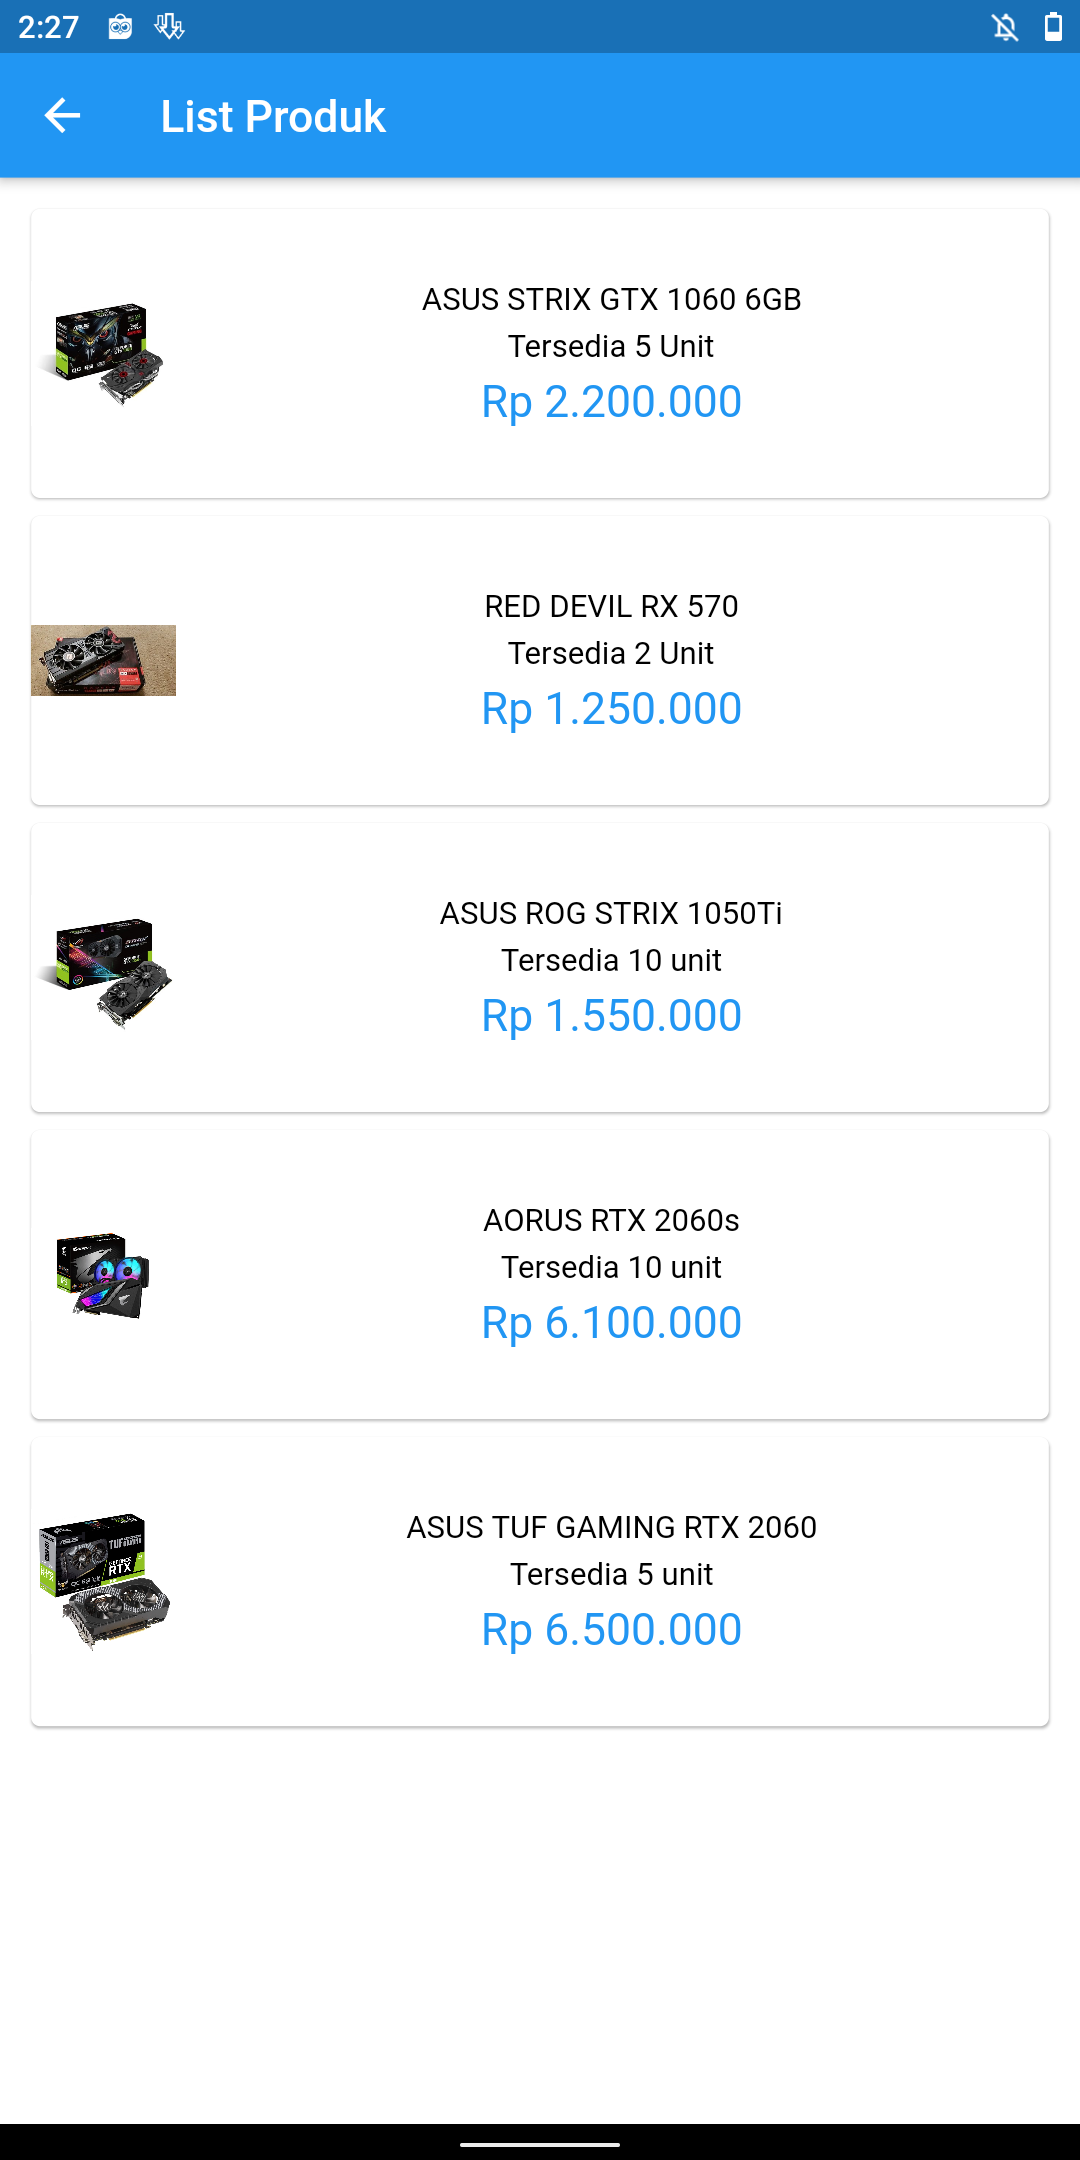 2:27
List Produk
ASUS STRIX GTX 1060 6GB
Tersedia 5 Unit
Rp 2.200.000
RED DEVIL RX 570
Tersedia 2 Unit
Rp 1.250.000
ASUS ROG STRIX 1050Ti
Tersedia 10 unit
Rp 1.550.000
AORUS RTX 2060s
Tersedia 10 unit
Rp 6.100.000
ASUS TUF GAMING RTX 2060
Tersedia 5 unit
Rp 6.500.000